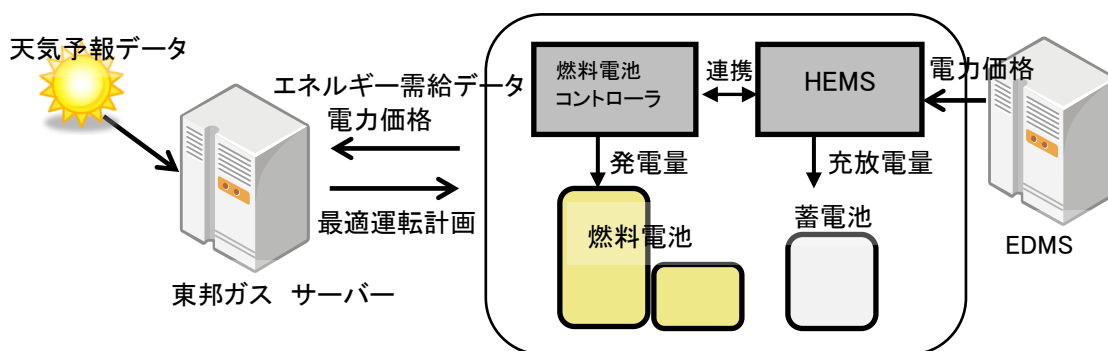 天気予報データ
エネルギー需給データ
電力価格
最適運転計画
東邦ガス サーバー
燃料電池
コントローラ
連携
HEMS
電力価格
発電量
充放電量
燃料電池
蓄電池
EDMS